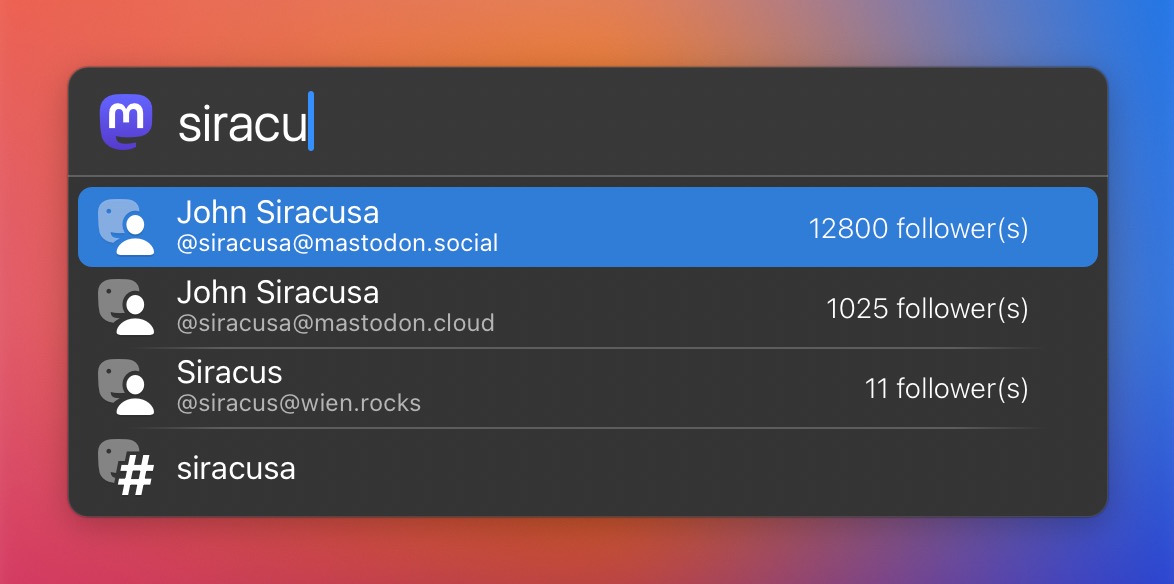 siracu
John Siracusa
@siracusa@mastodon.social
12800 follower(s)
John Siracusa
@siracusa@mastodon.cloud
1025 follower(s)
Siracus
@siracus@wien.rocks
11 follower(s)
# siracusa